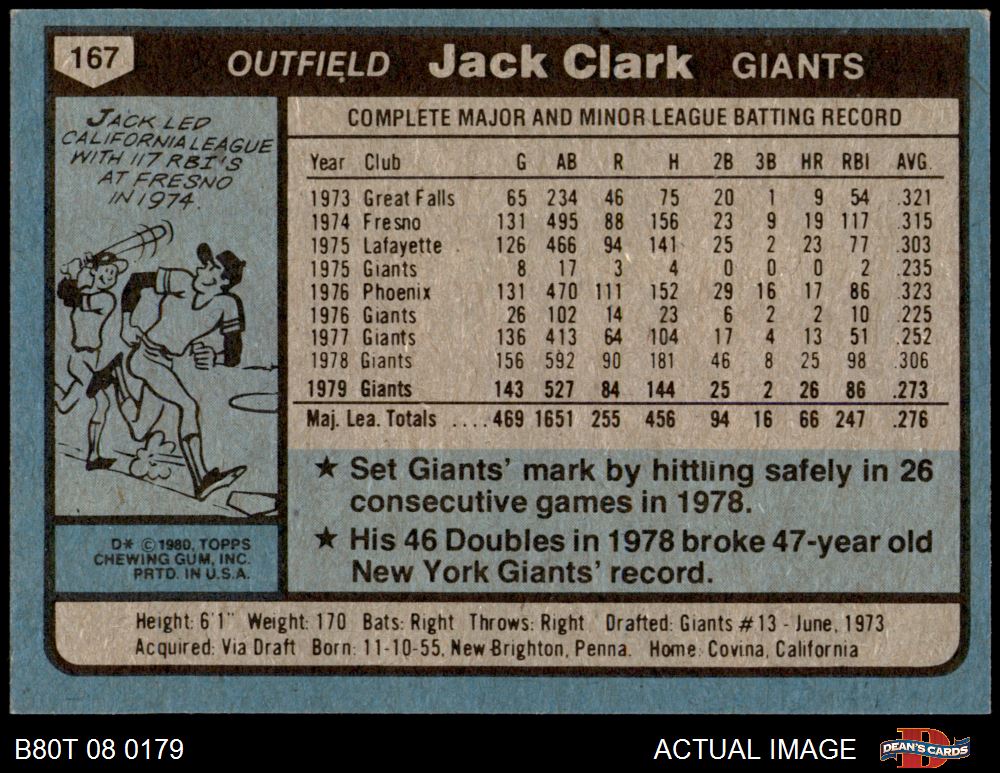 167 OUTFIELD Jack Clark GIANTS
JACK LED
CALIFORNIA LEAGUE
WITH 117 RBI'S
AT FRESNO
IN 1974.
COMPLETE MAJOR AND MINOR LEAGUE BATTING RECORD
Year Club G AB R H 2B 3B HR RBI AVG.
1973 Great Falls 65 234 46 75 20 1 9 54 .321
1974 Fresno 131 495 88 156 23 9 19 117 .315
1975 Lafayette 126 466 94 141 25 2 23 77 .303
1975 Giants 8 17 3 4 0 0 0 2 .235
1976 Phoenix 131 470 111 152 29 16 17 86 .323
1976 Giants 26 102 14 23 6 2 2 10 .225
1977 Giants 136 413 64 104 17 4 13 51 .252
1978 Giants 156 592 90 181 46 8 25 98 .306
1979 Giants 143 527 84 144 25 2 26 86 .273
Maj. Lea. Totals ....469 1651 255 456 94 16 66 247 .276
★ Set Giants' mark by hittling safely in 26
consecutive games in 1978.
★ His 46 Doubles in 1978 broke 47-year old
New York Giants' record.
D* © 1980, TOPPS
CHEWING GUM, INC.
PRTD. IN U.S.A.
Height: 6'1" Weight: 170 Bats: Right Throws: Right Drafted: Giants #13 - June, 1973
Acquired: Via Draft Born: 11-10-55, New Brighton, Penna. Home: Covina, California
B80T 08 0179 ACTUAL IMAGE DEAN'S CARDS